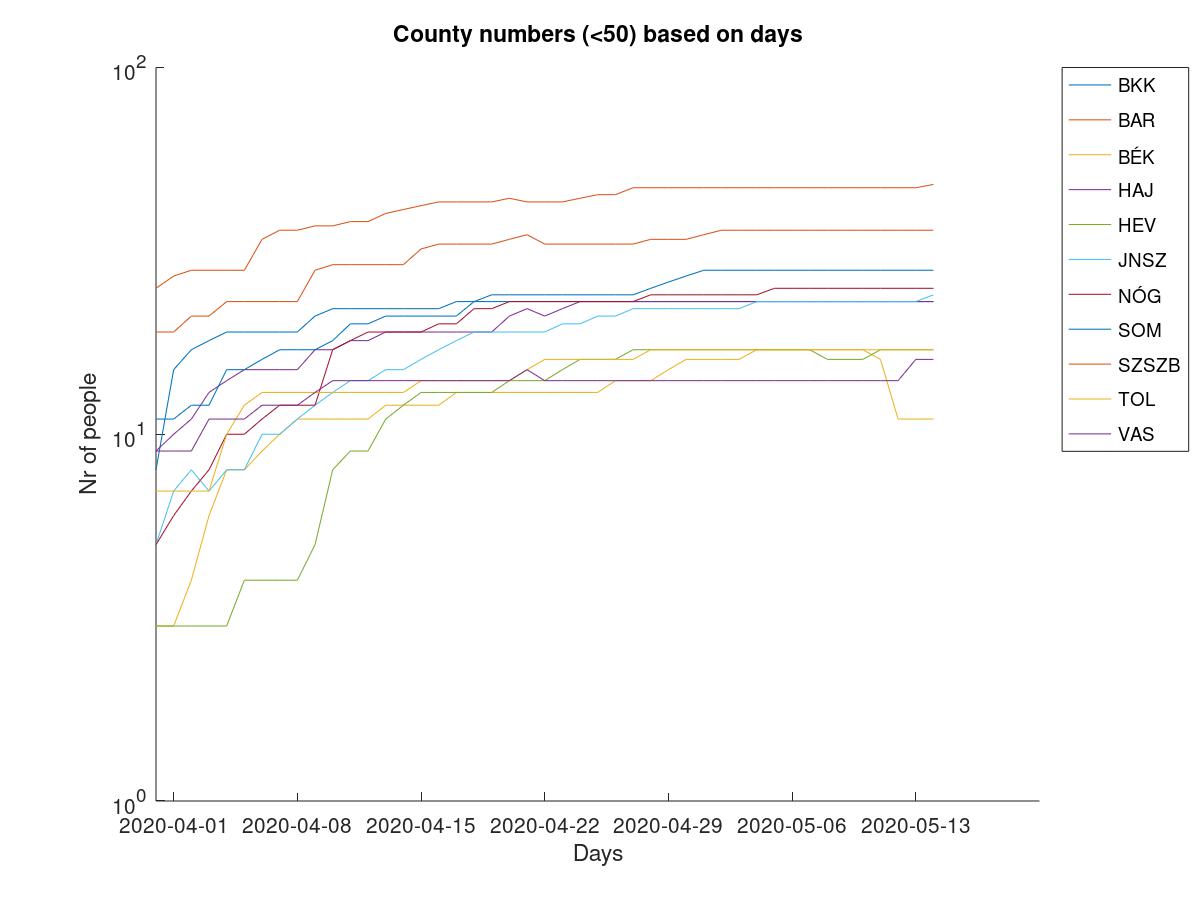 County numbers (<50) based on days
Nr of people
10^2
10^1
10^0
2020-04-01 2020-04-08 2020-04-15 2020-04-22 2020-04-29 2020-05-06 2020-05-13
Days
BKK
BAR
BÉK
HAJ
HEV
JNSZ
NÓG
SOM
SZSZB
TOL
VAS